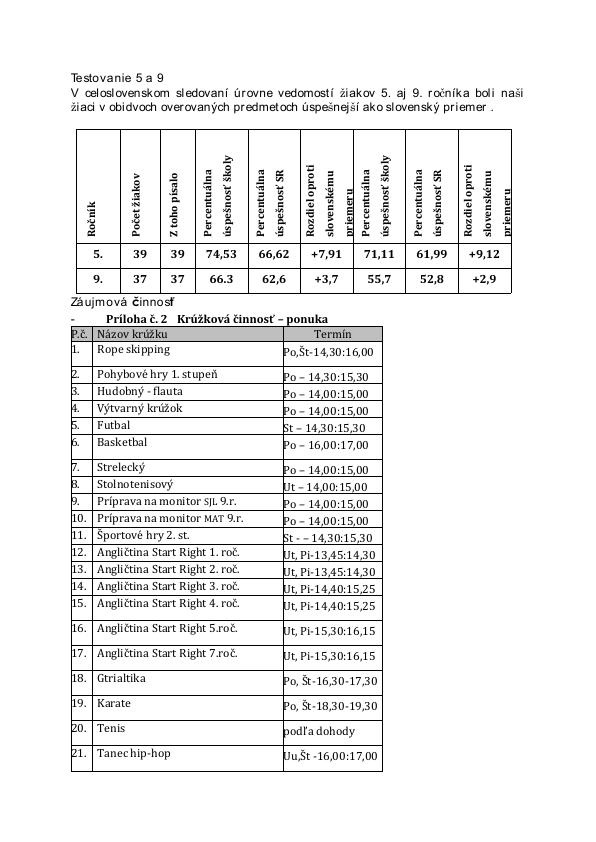 Testovanie 5 a 9
V celoslovenskom sledovaní úrovne vedomostí žiakov 5. aj 9. ročníka boli naši
žiaci v obidvoch overovaných predmetoch úspešnejší ako slovenský priemer .
Ročník Počet žiakov Z toho písalo Percentuálna úspešnosť školy Percentuálna úspešnosť SR Rozdiel oproti slovenskému priemeru Percentuálna úspešnosť školy Percentuálna úspešnosť SR Rozdiel oproti slovenskému priemeru
5. 39 39 74,53 66,62 +7,91 71,11 61,99 +9,12
9. 37 37 66.3 62,6 +3,7 55,7 52,8 +2,9
Záujmová činnosť
- Príloha č. 2 Krúžková činnosť – ponuka
P.č. Názov krúžku Termín
1. Rope skipping Po,Št-14,30:16,00
2. Pohybové hry 1. stupeň Po – 14,30:15,30
3. Hudobný - flauta Po – 14,00:15,00
4. Výtvarný krúžok Po – 14,00:15,00
5. Futbal St – 14,30:15,30
6. Basketbal Po – 16,00:17,00
7. Strelecký Po – 14,00:15,00
8. Stolnotenisový Ut – 14,00:15,00
9. Príprava na monitor SJL 9.r. Po – 14,00:15,00
10. Príprava na monitor MAT 9.r. Po – 14,00:15,00
11. Športové hry 2. st. St - – 14,30:15,30
12. Angličtina Start Right 1. roč. Ut, Pi-13,45:14,30
13. Angličtina Start Right 2. roč. Ut, Pi-13,45:14,30
14. Angličtina Start Right 3. roč. Ut, Pi-14,40:15,25
15. Angličtina Start Right 4. roč. Ut, Pi-14,40:15,25
16. Angličtina Start Right 5.roč. Ut, Pi-15,30:16,15
17. Angličtina Start Right 7.roč. Ut, Pi-15,30:16,15
18. Gtrialtika Po, Št-16,30-17,30
19. Karate Po, Št-18,30-19,30
20. Tenis podľa dohody
21. Tanec hip-hop Uu,Št -16,00:17,00